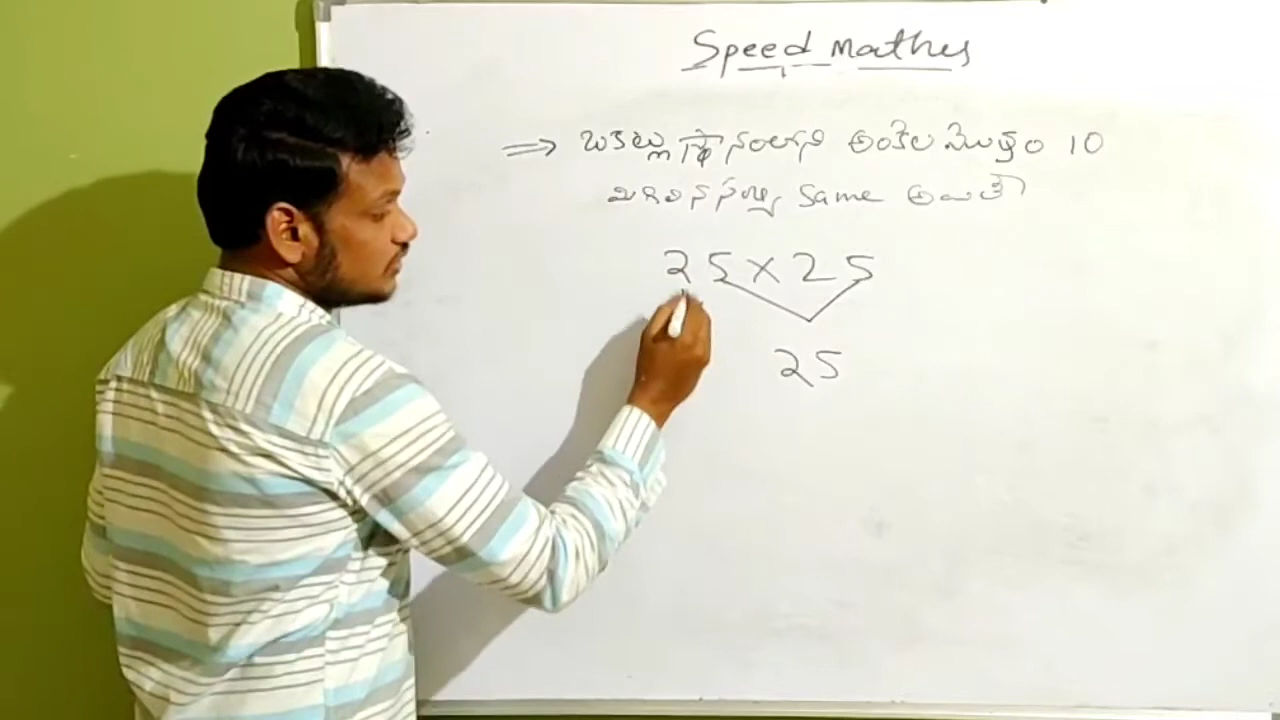 Speed Mathes
⇒ ఒకట్లు స్థానంలోని అంకెల మొత్తం 10
మిగిలిన సంఖ్య same అయితే
25 × 25
25